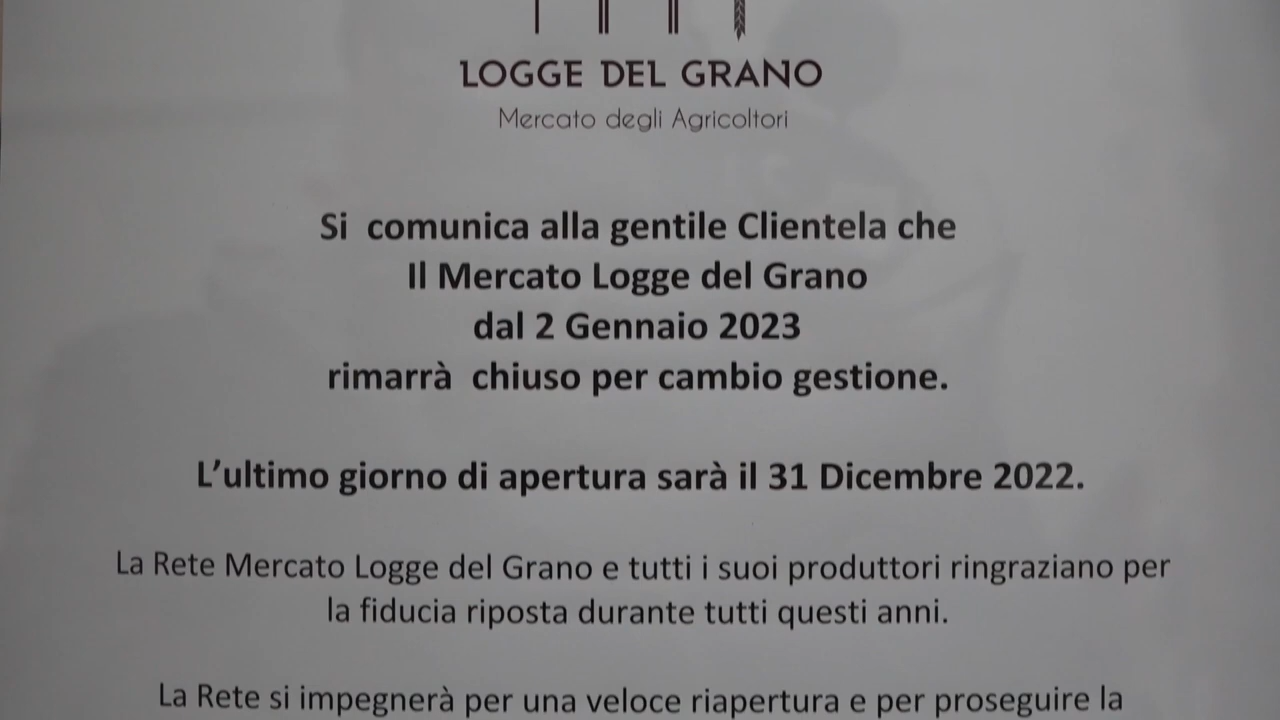 LOGGE DEL GRANO
Mercato degli Agricoltori
Si comunica alla gentile Clientela che
Il Mercato Logge del Grano
dal 2 Gennaio 2023
rimarrà chiuso per cambio gestione.
L'ultimo giorno di apertura sarà il 31 Dicembre 2022.
La Rete Mercato Logge del Grano e tutti i suoi produttori ringraziano per
la fiducia riposta durante tutti questi anni.
La Rete si impegnerà per una veloce riapertura e per proseguire la